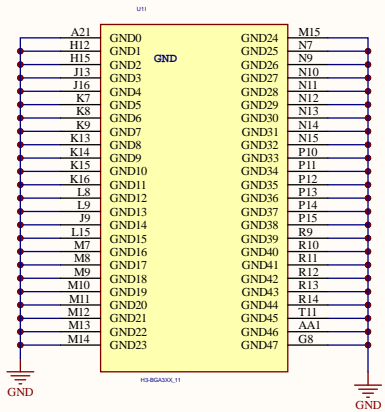 U1I
A21 GND0 GND24 M15
H12 GND1 GND GND25 N7
H15 GND2 GND26 N9
J13 GND3 GND27 N10
J16 GND4 GND28 N11
K7 GND5 GND29 N12
K8 GND6 GND30 N13
K9 GND7 GND31 N14
K13 GND8 GND32 N15
K14 GND9 GND33 P10
K15 GND10 GND34 P11
K16 GND11 GND35 P12
L8 GND12 GND36 P13
L9 GND13 GND37 P14
J9 GND14 GND38 P15
L15 GND15 GND39 R9
M7 GND16 GND40 R10
M8 GND17 GND41 R11
M9 GND18 GND42 R12
M10 GND19 GND43 R13
M11 GND20 GND44 R14
M12 GND21 GND45 T11
M13 GND22 GND46 AA1
M14 GND23 GND47 G8
H3-BGA3XX_11
GND
GND